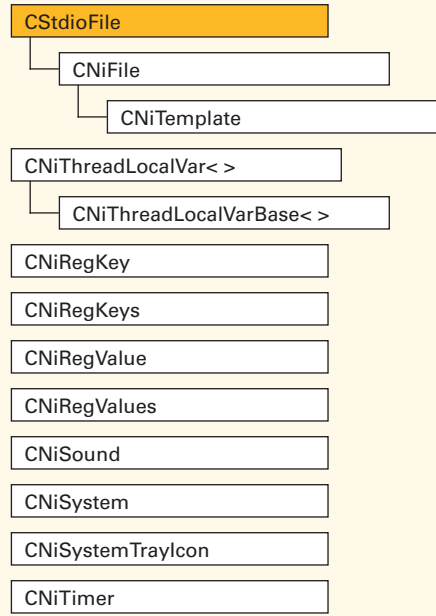 CStdioFile
CNiFile
CNiTemplate
CNiThreadLocalVar< >
CNiThreadLocalVarBase< >
CNiRegKey
CNiRegKeys
CNiRegValue
CNiRegValues
CNiSound
CNiSystem
CNiSystemTrayIcon
CNiTimer